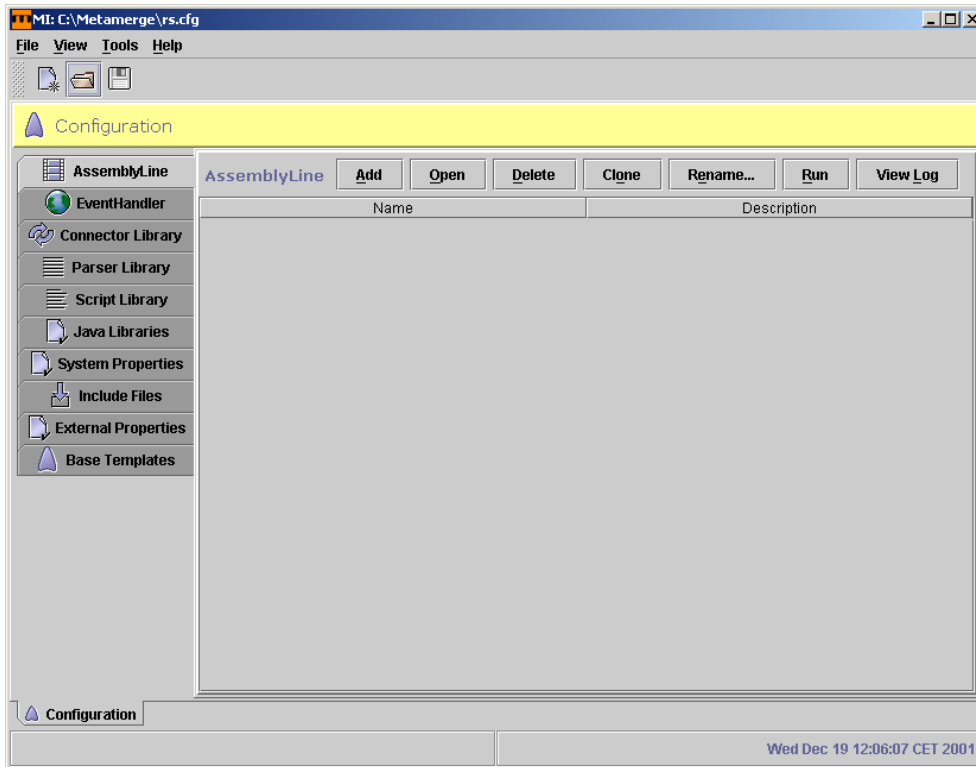 MI: C:\Metamerge\rs.cfg
File View Tools Help
Configuration
AssemblyLine
EventHandler
Connector Library
Parser Library
Script Library
Java Libraries
System Properties
Include Files
External Properties
Base Templates
AssemblyLine Add Open Delete Clone Rename... Run View Log
Name Description
Configuration
Wed Dec 19 12:06:07 CET 2001